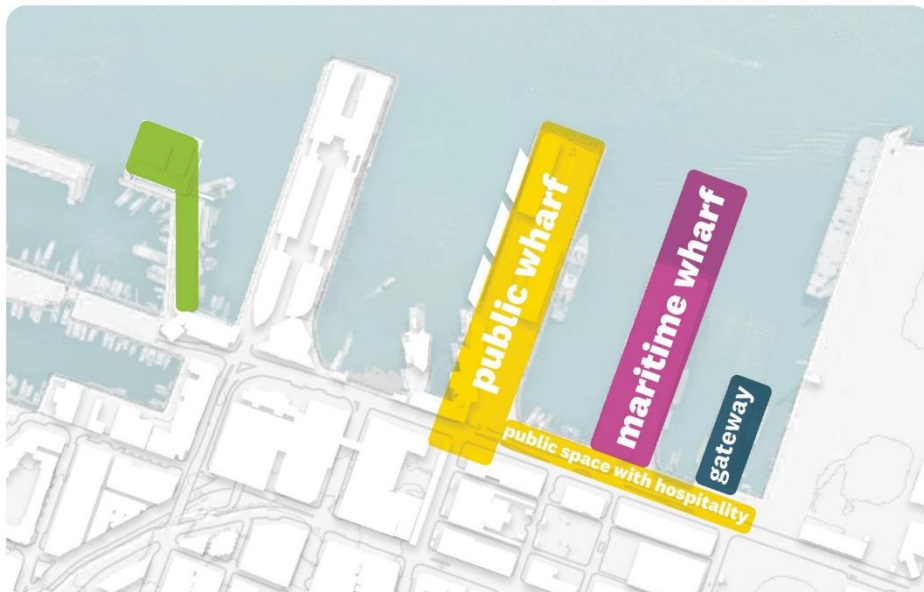 public wharf
maritime wharf
gateway
public space with hospitality